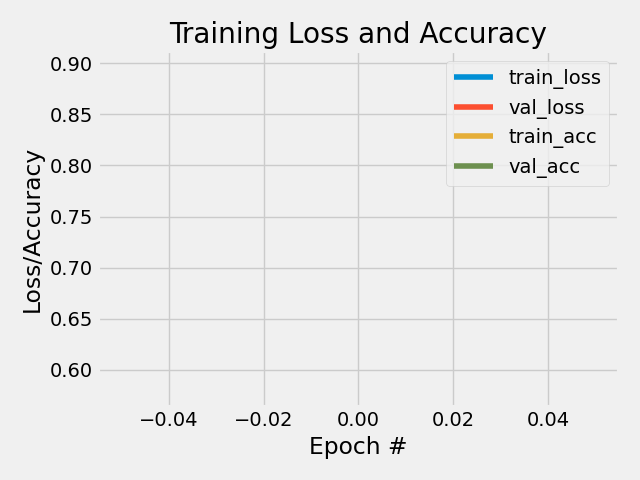 Training Loss and Accuracy
0.90
0.85
0.80
0.75
0.70
0.65
0.60
Loss/Accuracy
train_loss
val_loss
train_acc
val_acc
−0.04 −0.02 0.00 0.02 0.04
Epoch #